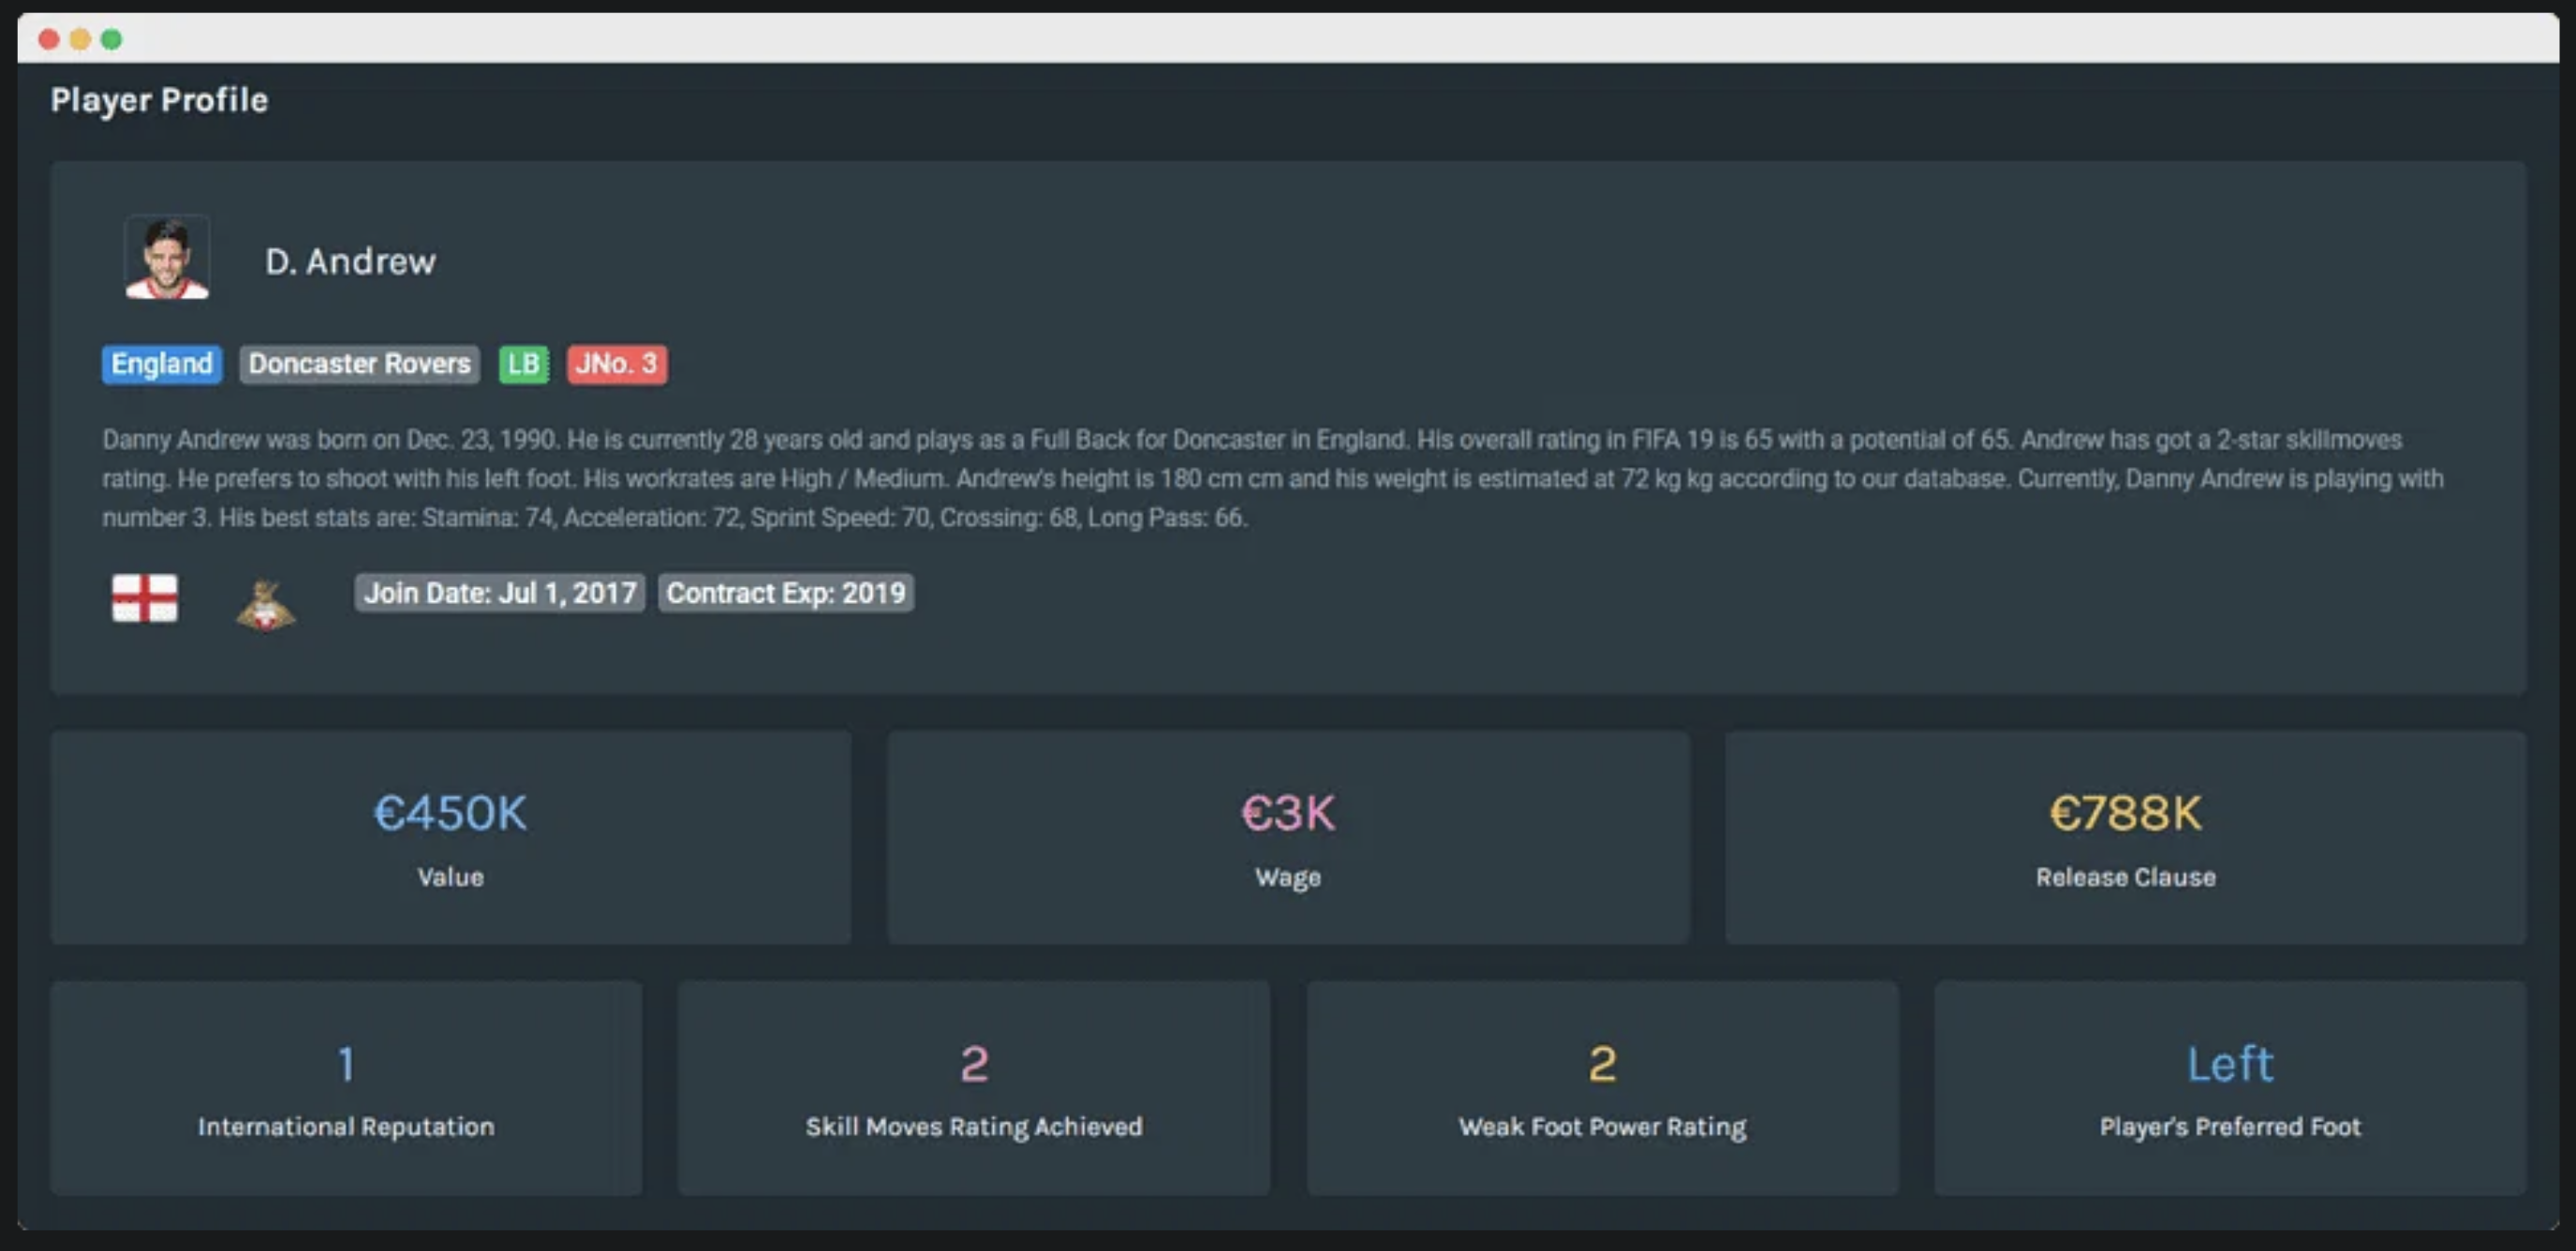 Player Profile
D. Andrew
England Doncaster Rovers LB JNo. 3
Danny Andrew was born on Dec. 23, 1990. He is currently 28 years old and plays as a Full Back for Doncaster in England. His overall rating in FIFA 19 is 65 with a potential of 65. Andrew has got a 2-star skillmoves
rating. He prefers to shoot with his left foot. His workrates are High / Medium. Andrew's height is 180 cm cm and his weight is estimated at 72 kg kg according to our database. Currently, Danny Andrew is playing with
number 3. His best stats are: Stamina: 74, Acceleration: 72, Sprint Speed: 70, Crossing: 68, Long Pass: 66.
Join Date: Jul 1, 2017 Contract Exp: 2019
€450K
Value
€3K
Wage
€788K
Release Clause
1
International Reputation
2
Skill Moves Rating Achieved
2
Weak Foot Power Rating
Left
Player's Preferred Foot